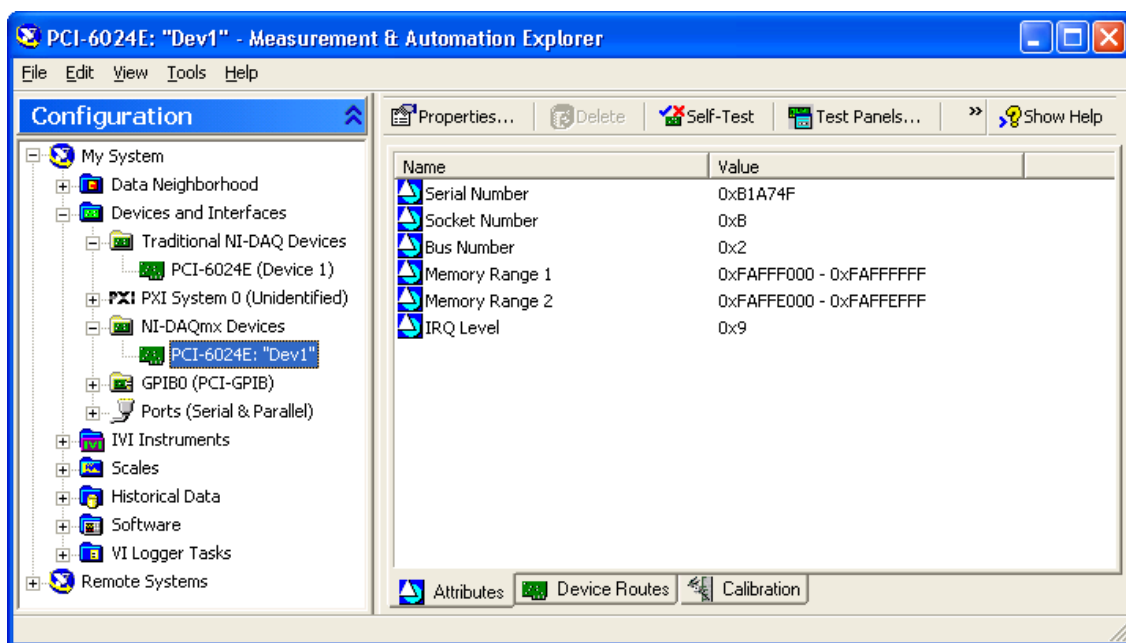 PCI-6024E: "Dev1" - Measurement & Automation Explorer
File Edit View Tools Help
Configuration
My System
Data Neighborhood
Devices and Interfaces
Traditional NI-DAQ Devices
PCI-6024E (Device 1)
PXI PXI System 0 (Unidentified)
NI-DAQmx Devices
PCI-6024E: "Dev1"
GPIB0 (PCI-GPIB)
Ports (Serial & Parallel)
IVI IVI Instruments
Scales
Historical Data
Software
VI Logger Tasks
Remote Systems
Properties... Delete Self-Test Test Panels... » Show Help
Name Value
Serial Number 0xB1A74F
Socket Number 0xB
Bus Number 0x2
Memory Range 1 0xFAFFF000 - 0xFAFFFFFF
Memory Range 2 0xFAFFE000 - 0xFAFFEFFF
IRQ Level 0x9
Attributes Device Routes Calibration